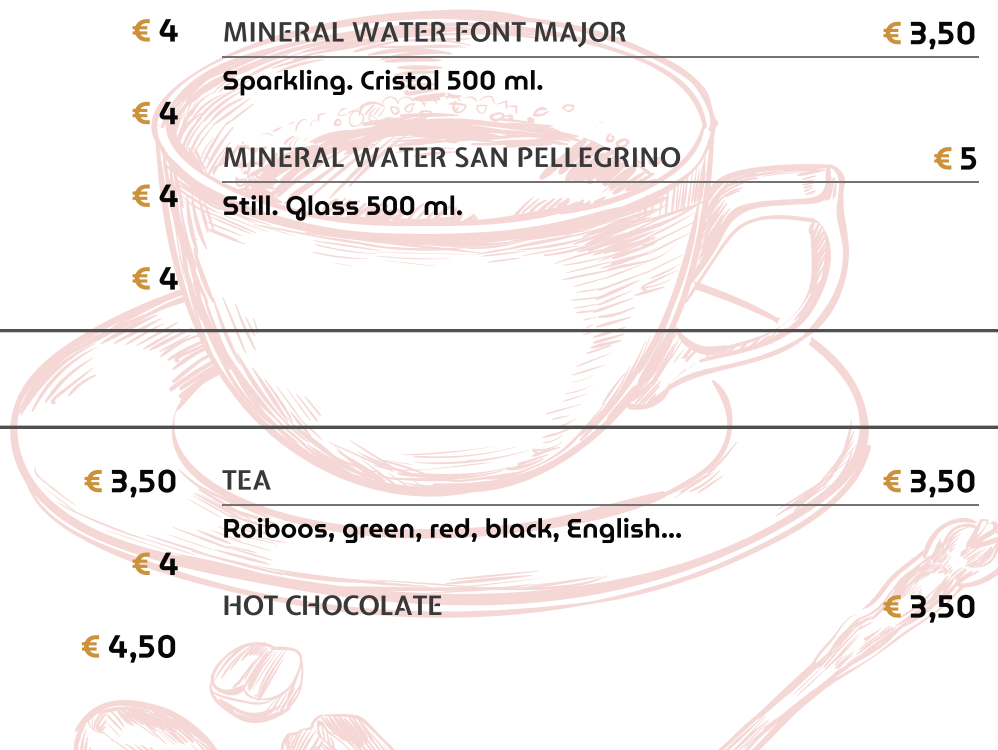 € 4
€ 4
€ 4
€ 4
MINERAL WATER FONT MAJOR € 3,50
Sparkling. Cristal 500 ml.
MINERAL WATER SAN PELLEGRINO € 5
Still. Glass 500 ml.
€ 3,50
€ 4
€ 4,50
TEA € 3,50
Roiboos, green, red, black, English...
HOT CHOCOLATE € 3,50